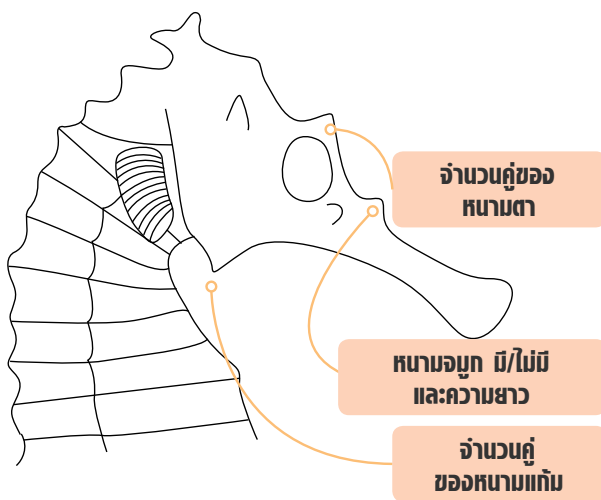 จำนวนคู่ของ
หนามตา
หนามจมูก มี/ไม่มี
และความยาว
จำนวนคู่
ของหนามแก้ม